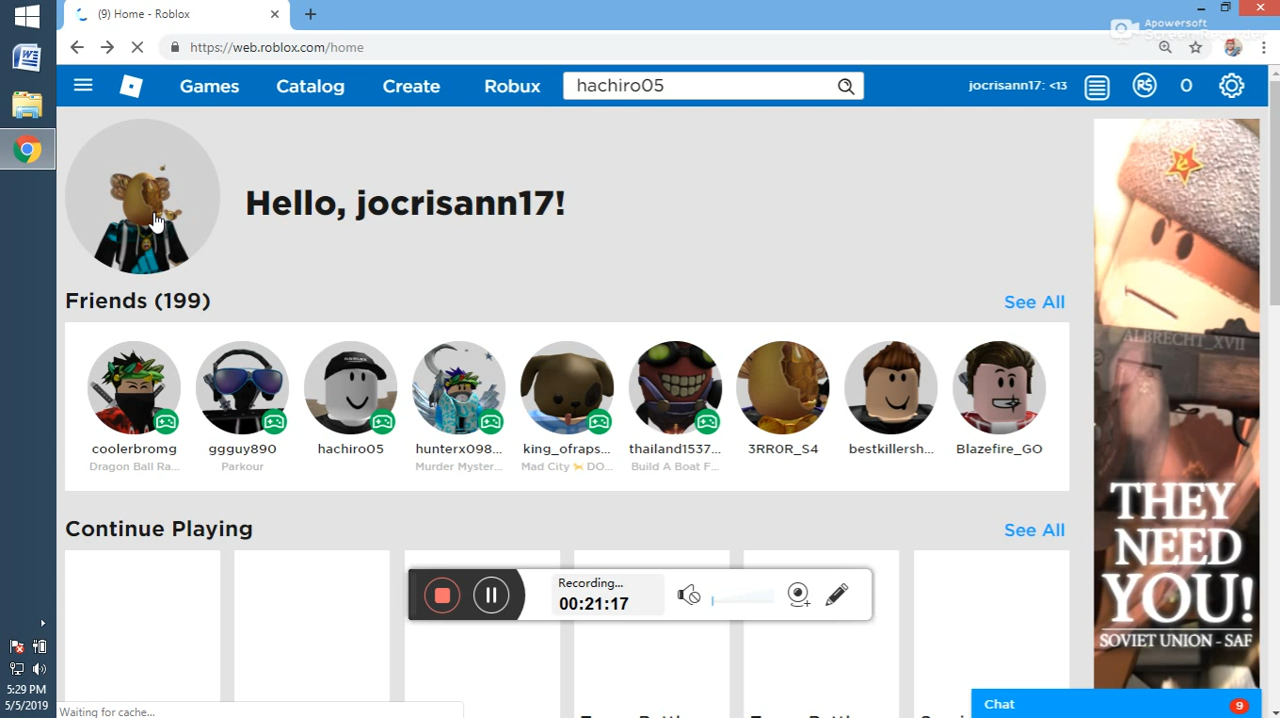 (9) Home - Roblox
Apowersoft
Screen Recorder
https://web.roblox.com/home
Games Catalog Create Robux hachiro05 jocrisann17: <13 R$ 0
Hello, jocrisann17!
Friends (199) See All
coolerbromg ggguy890 hachiro05 hunterx098... king_ofraps... thailand1537... 3RR0R_S4 bestkillersh... Blazefire_GO
Dragon Ball Ra... Parkour Murder Myster... Mad City 🐕 DO... Build A Boat F...
Continue Playing See All
Recording...
00:21:17
ALBRECHT_XVII
THEY
NEED
YOU!
SOVIET UNION - SAF
5:29 PM
5/5/2019
Waiting for cache...
Chat 9